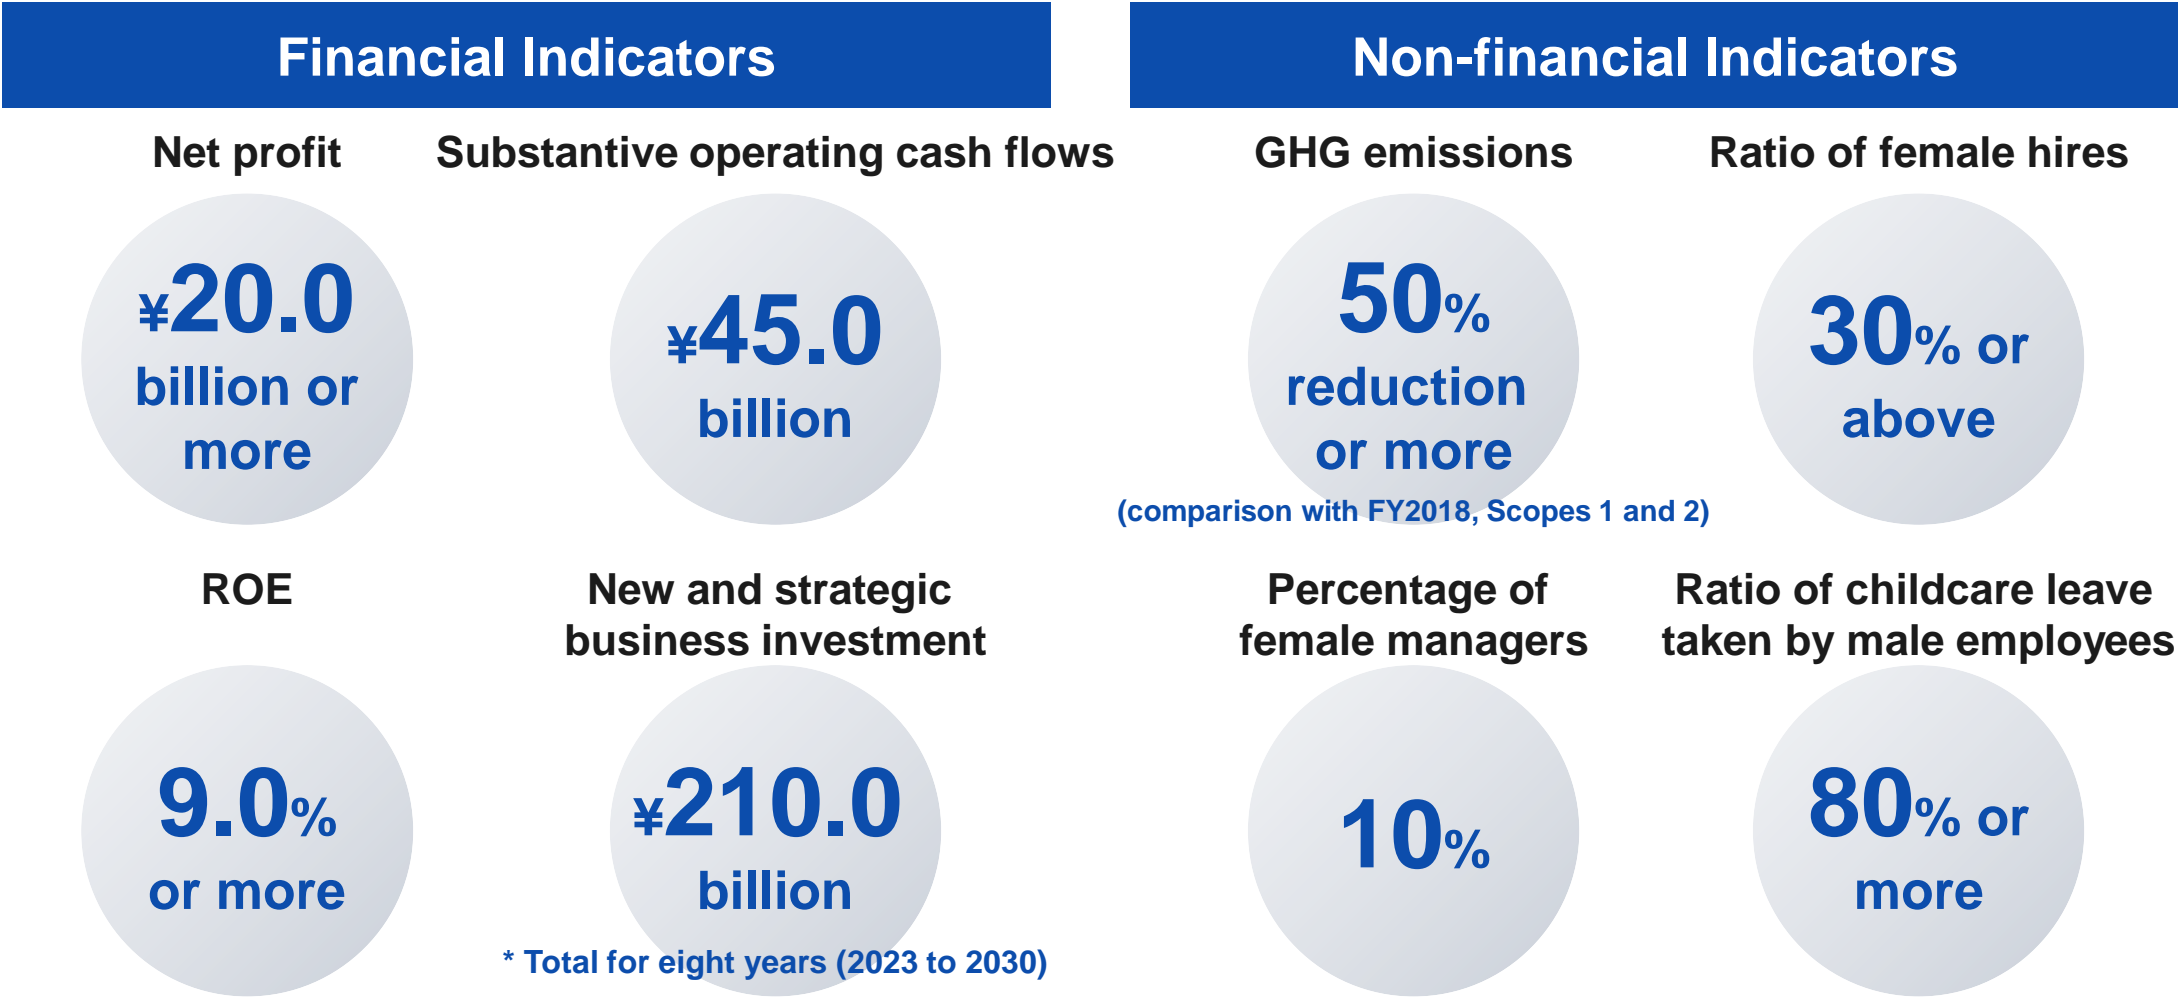 Financial Indicators
Net profit
¥20.0
billion or
more
Substantive operating cash flows
¥45.0
billion
ROE
9.0%
or more
New and strategic
business investment
¥210.0
billion
* Total for eight years (2023 to 2030)
Non-financial Indicators
GHG emissions
50%
reduction
or more
(comparison with FY2018, Scopes 1 and 2)
Ratio of female hires
30% or
above
Percentage of
female managers
10%
Ratio of childcare leave
taken by male employees
80% or
more